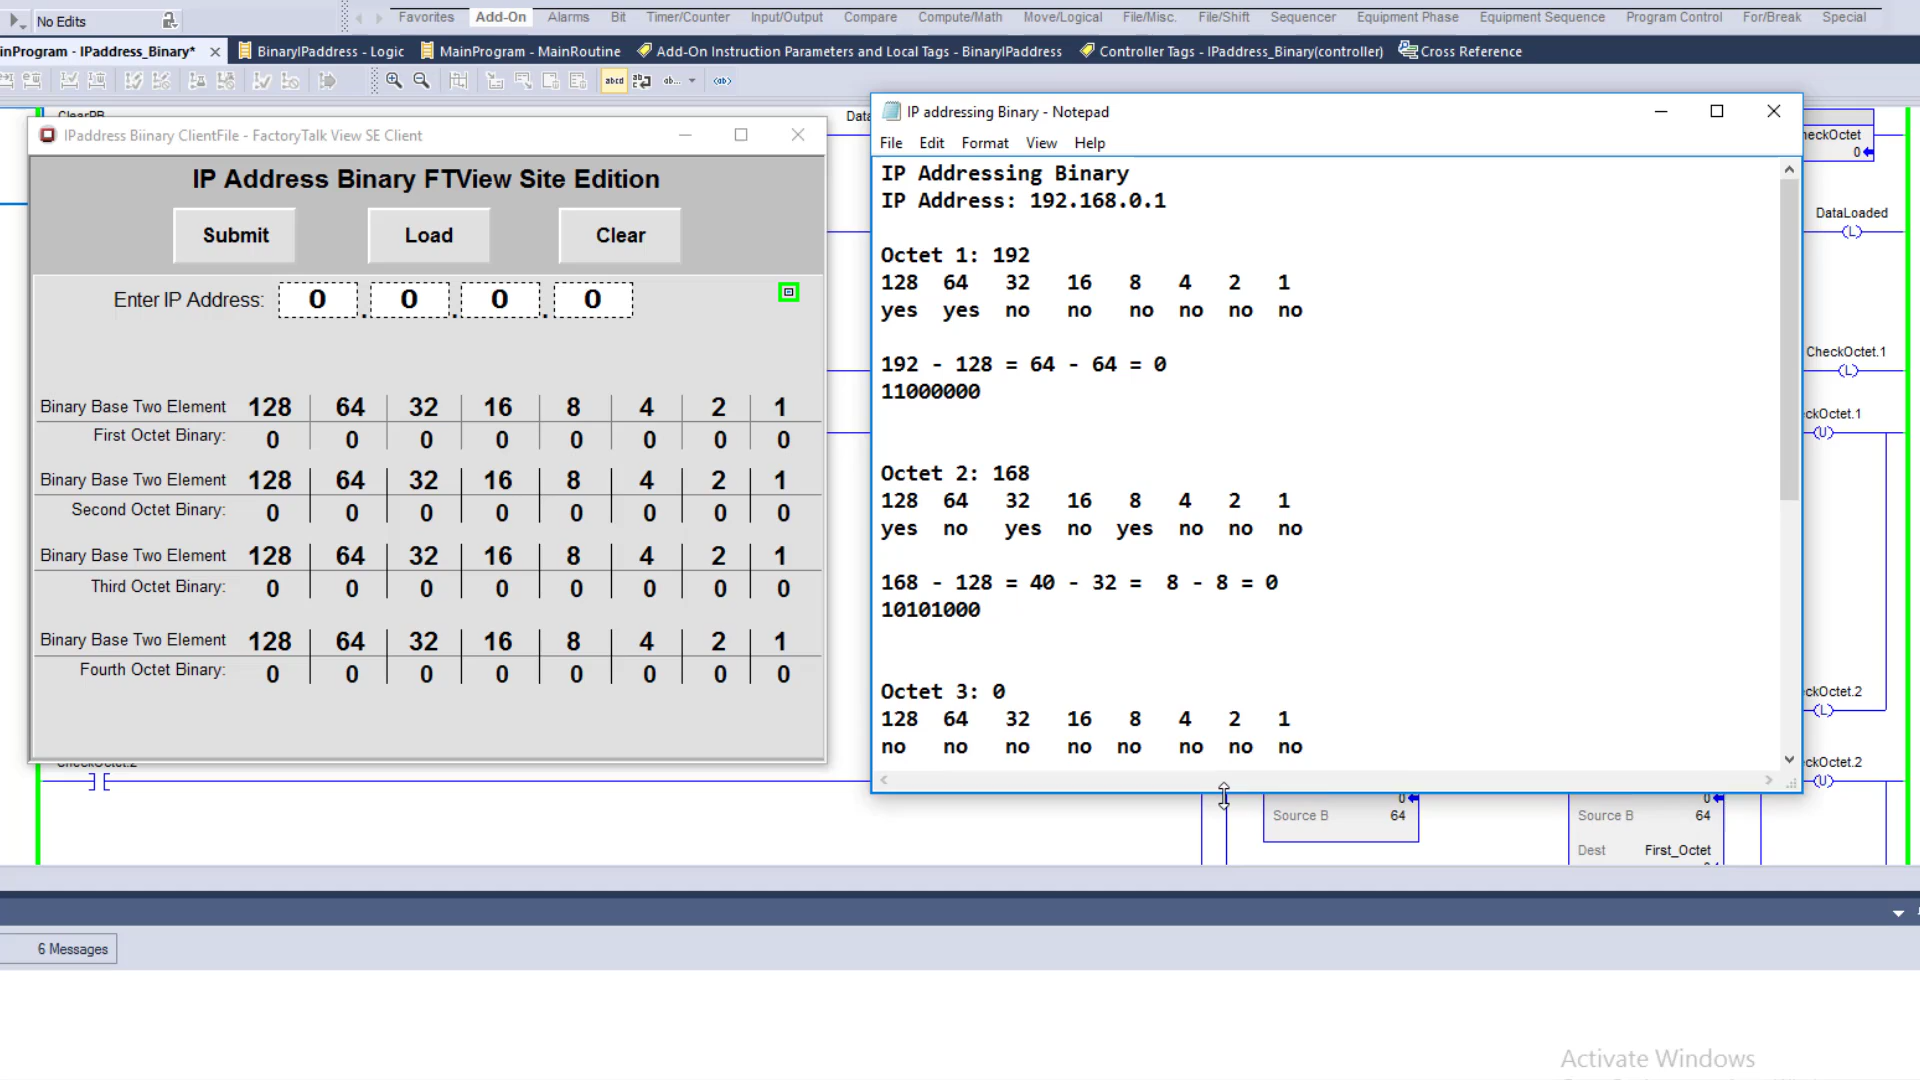 No Edits
Favorites Add-On Alarms Bit Timer/Counter Input/Output Compare Compute/Math Move/Logical File/Misc. File/Shift Sequencer Equipment Phase Equipment Sequence Program Control For/Break Special
inProgram - IPaddress_Binary* BinaryIPaddress - Logic MainProgram - MainRoutine Add-On Instruction Parameters and Local Tags - BinaryIPaddress Controller Tags - IPaddress_Binary(controller) Cross Reference
abcd ab...
IPaddress Biinary ClientFile - FactoryTalk View SE Client
IP Address Binary FTView Site Edition
Submit Load Clear
Enter IP Address: 0 . 0 . 0 . 0
Binary Base Two Element 128 64 32 16 8 4 2 1
First Octet Binary: 0 0 0 0 0 0 0 0
Binary Base Two Element 128 64 32 16 8 4 2 1
Second Octet Binary: 0 0 0 0 0 0 0 0
Binary Base Two Element 128 64 32 16 8 4 2 1
Third Octet Binary: 0 0 0 0 0 0 0 0
Binary Base Two Element 128 64 32 16 8 4 2 1
Fourth Octet Binary: 0 0 0 0 0 0 0 0
Data
IP addressing Binary - Notepad
File Edit Format View Help
IP Addressing Binary
IP Address: 192.168.0.1
Octet 1: 192
128 64 32 16 8 4 2 1
yes yes no no no no no no
192 - 128 = 64 - 64 = 0
11000000
Octet 2: 168
128 64 32 16 8 4 2 1
yes no yes no yes no no no
168 - 128 = 40 - 32 = 8 - 8 = 0
10101000
Octet 3: 0
128 64 32 16 8 4 2 1
no no no no no no no no
heckOctet
0
DataLoaded
(L)
CheckOctet.1
(L)
ckOctet.1
(U)
ckOctet.2
(L)
ckOctet.2
(U)
0
Source B 64
0
Source B 64
Dest First_Octet
6 Messages
Activate Windows